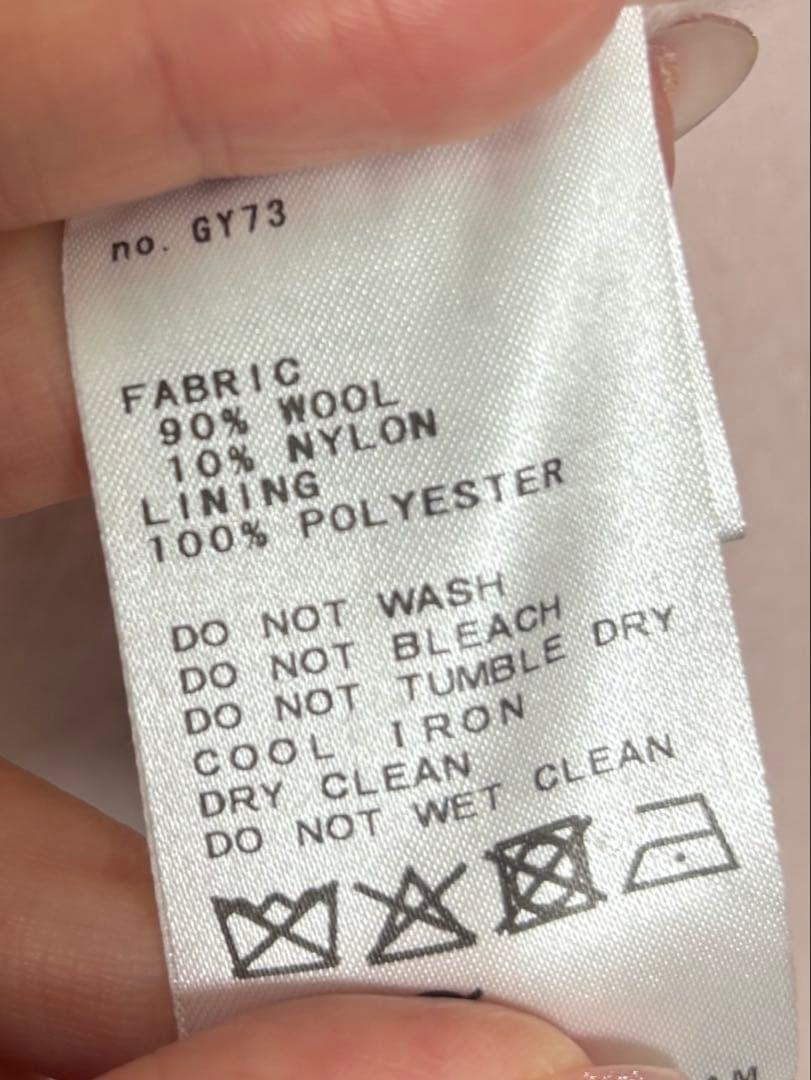 no. GY73
FABRIC
90% WOOL
10% NYLON
LINING
100% POLYESTER
DO NOT WASH
DO NOT BLEACH
DO NOT TUMBLE DRY
COOL IRON
DRY CLEAN
DO NOT WET CLEAN